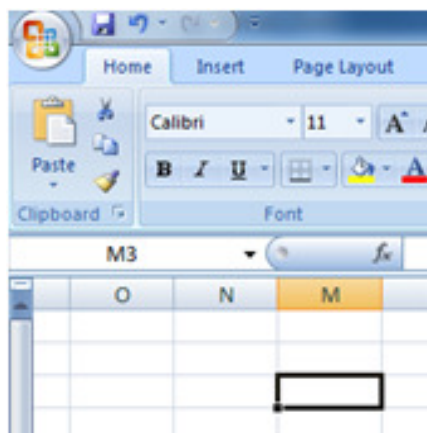 Home Insert Page Layout
Calibri 11 A A
Paste B I U A
Clipboard Font
M3 fx
O N M